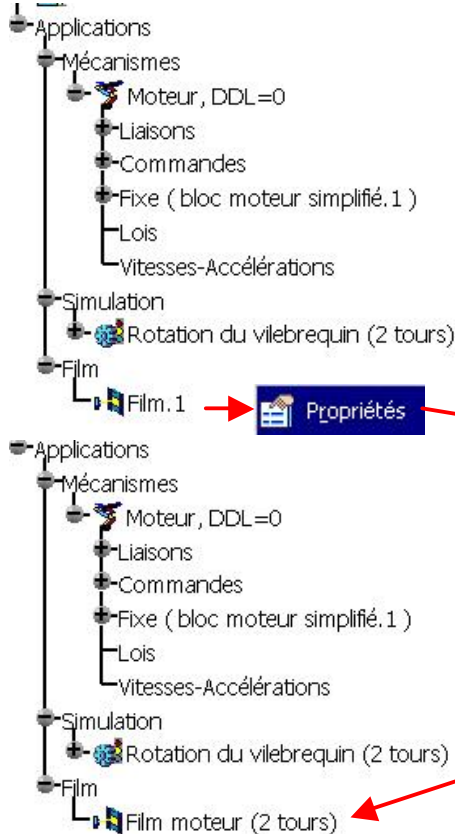 Applications
Mécanismes
Moteur, DDL=0
Liaisons
Commandes
Fixe ( bloc moteur simplifié.1 )
Lois
Vitesses-Accélérations
Simulation
Rotation du vilebrequin (2 tours)
Film
Film.1
Propriétés
Applications
Mécanismes
Moteur, DDL=0
Liaisons
Commandes
Fixe ( bloc moteur simplifié.1 )
Lois
Vitesses-Accélérations
Simulation
Rotation du vilebrequin (2 tours)
Film
Film moteur (2 tours)